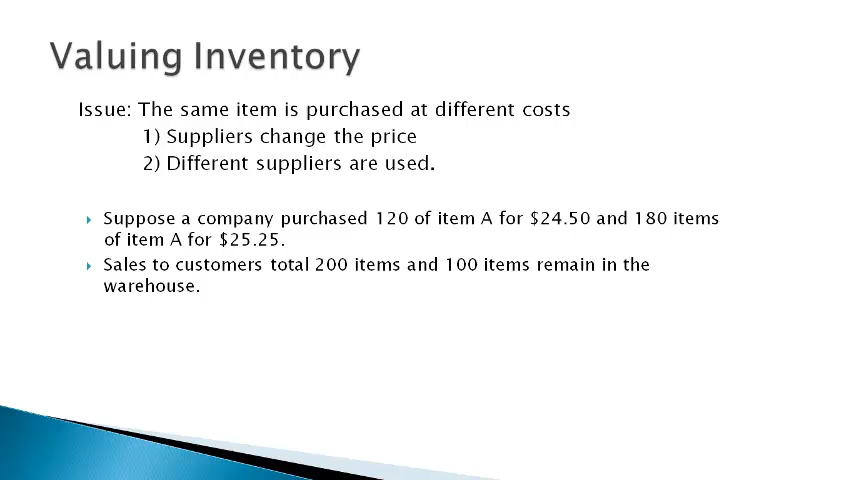 Valuing Inventory
Issue: The same item is purchased at different costs
1) Suppliers change the price
2) Different suppliers are used.
Suppose a company purchased 120 of item A for $24.50 and 180 items
of item A for $25.25.
Sales to customers total 200 items and 100 items remain in the
warehouse.